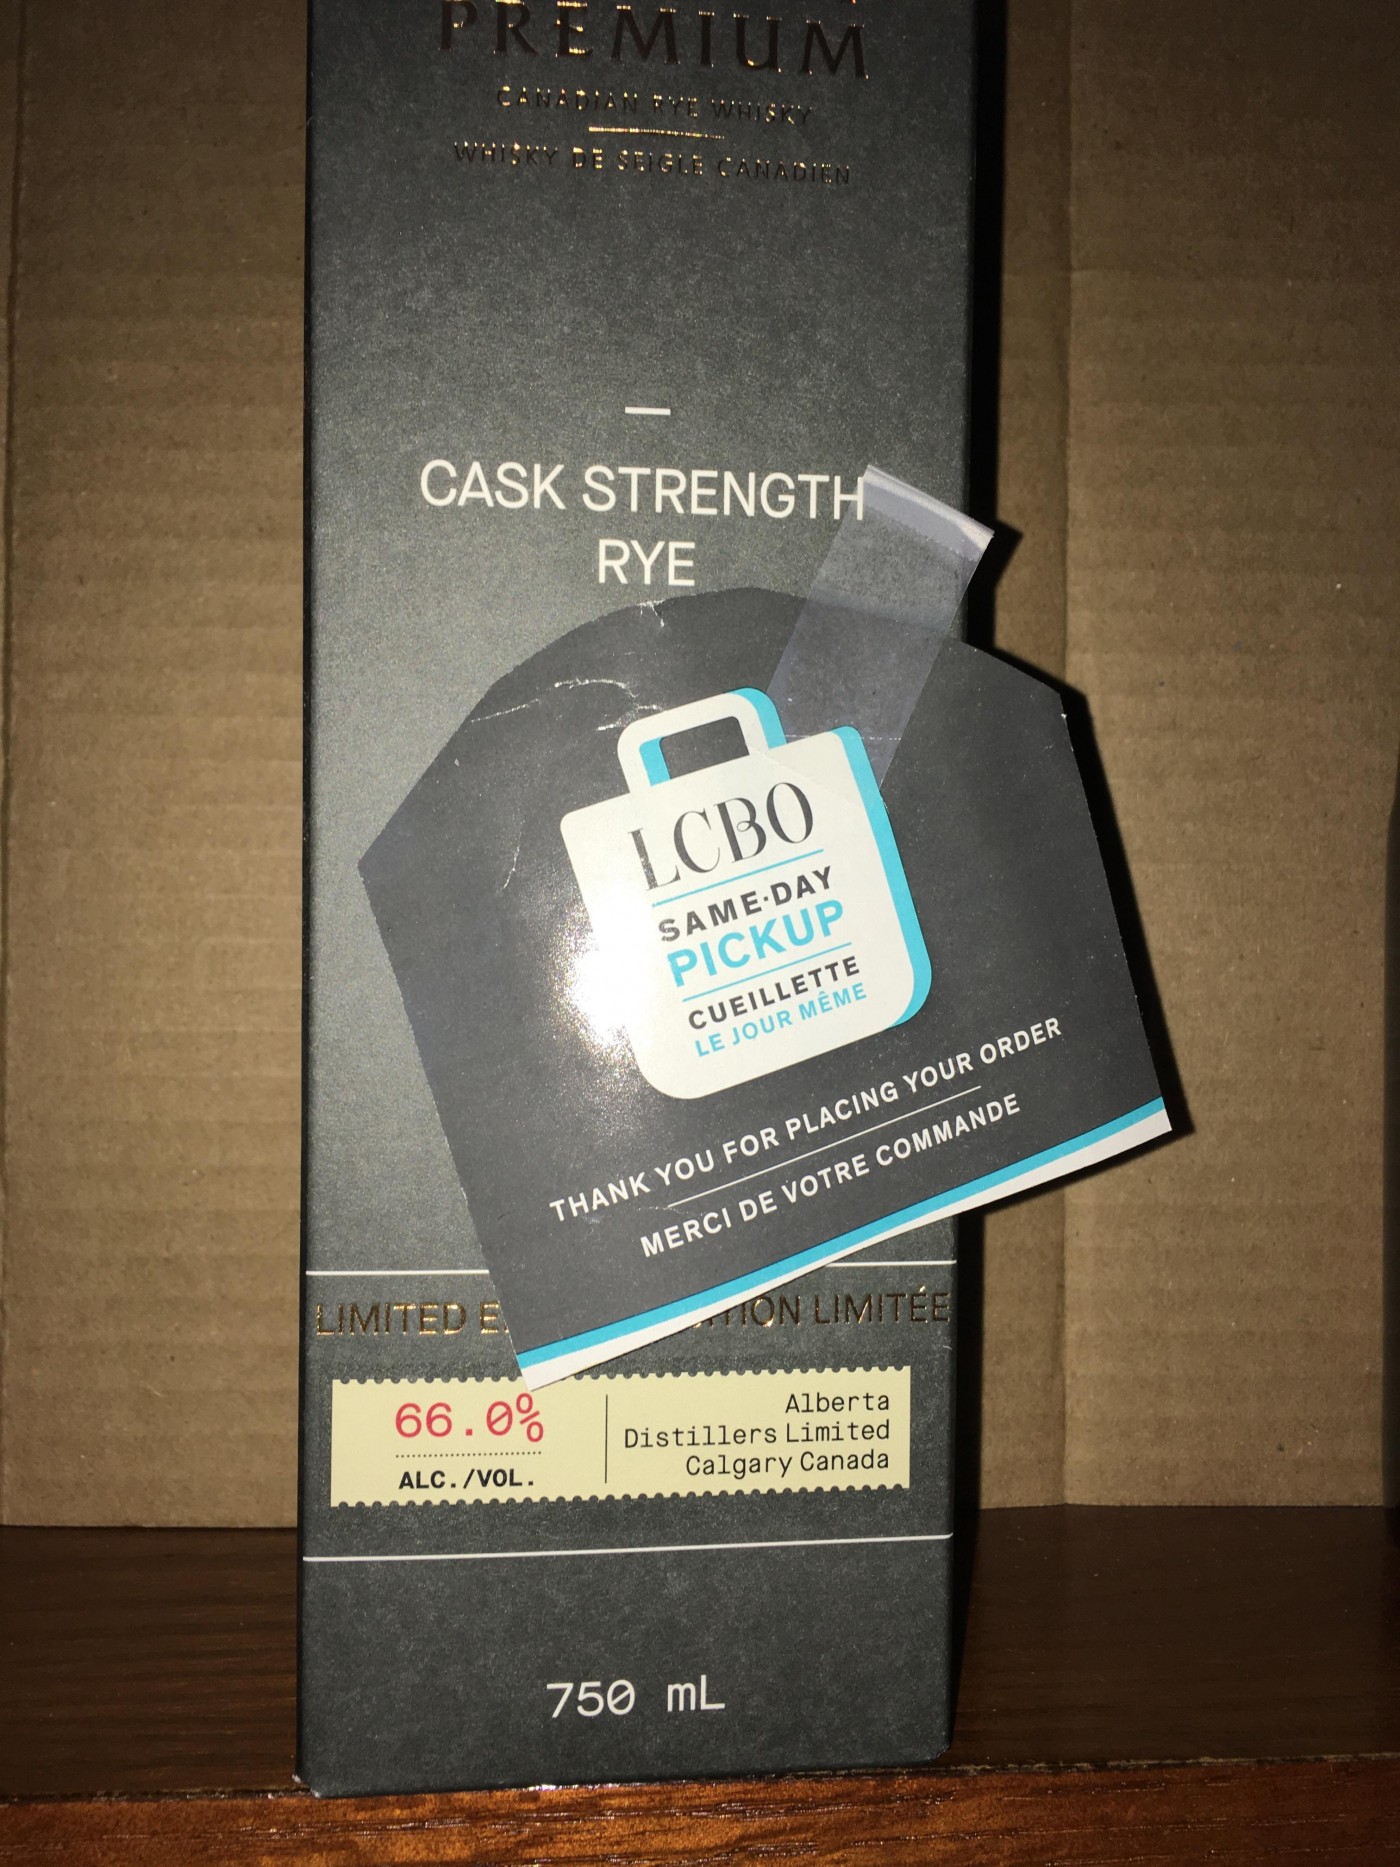 PREMIUM
CANADIAN RYE WHISKY
WHISKY DE SEIGLE CANADIEN
CASK STRENGTH
RYE
LCBO
SAME·DAY
PICKUP
CUEILLETTE
LE JOUR MÊME
THANK YOU FOR PLACING YOUR ORDER
MERCI DE VOTRE COMMANDE
LIMITED LIMITÉE
66.0%
ALC./VOL.
Alberta
Distillers Limited
Calgary Canada
750 mL